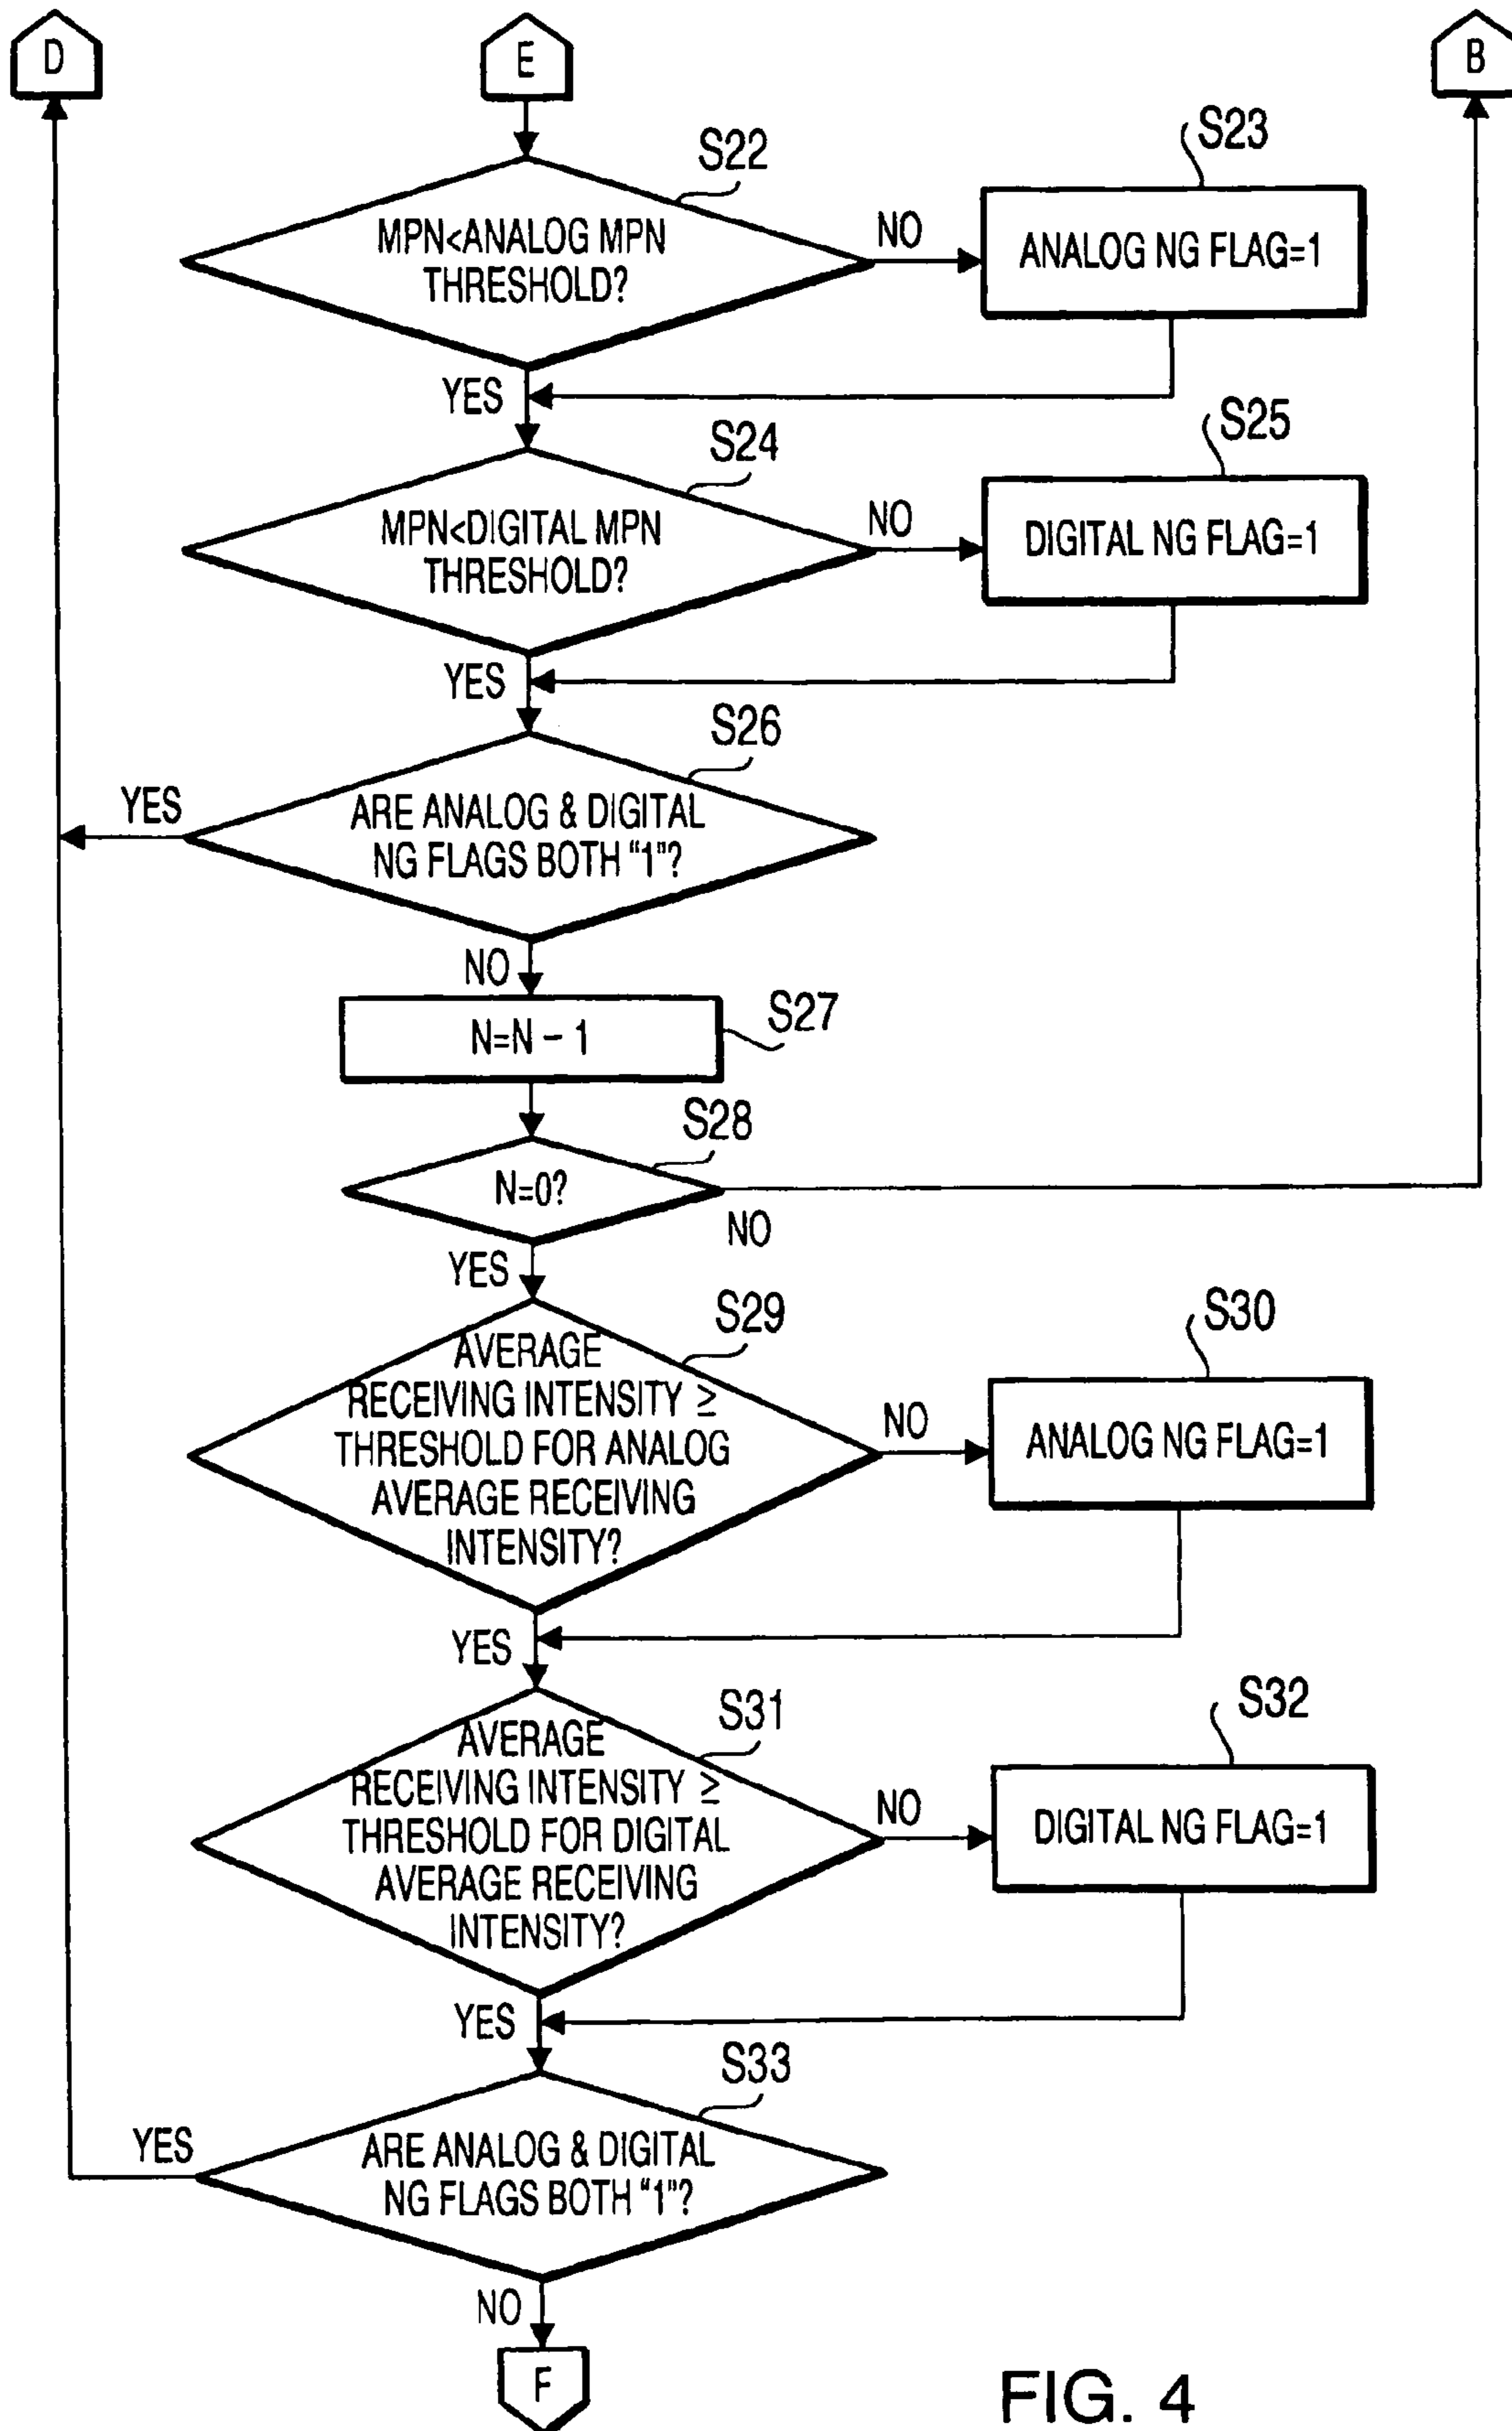 D
E
B
S22
S23
MPN<ANALOG MPN
THRESHOLD?
NO
ANALOG NG FLAG=1
YES
S24
S25
MPN<DIGITAL MPN
THRESHOLD?
NO
DIGITAL NG FLAG=1
YES
S26
YES
ARE ANALOG & DIGITAL
NG FLAGS BOTH "1"?
NO
S27
N=N – 1
S28
N=0?
NO
YES
S29
S30
AVERAGE
RECEIVING INTENSITY ≥
THRESHOLD FOR ANALOG
AVERAGE RECEIVING
INTENSITY?
NO
ANALOG NG FLAG=1
YES
S31
S32
AVERAGE
RECEIVING INTENSITY ≥
THRESHOLD FOR DIGITAL
AVERAGE RECEIVING
INTENSITY?
NO
DIGITAL NG FLAG=1
YES
S33
YES
ARE ANALOG & DIGITAL
NG FLAGS BOTH "1"?
NO
F
FIG. 4